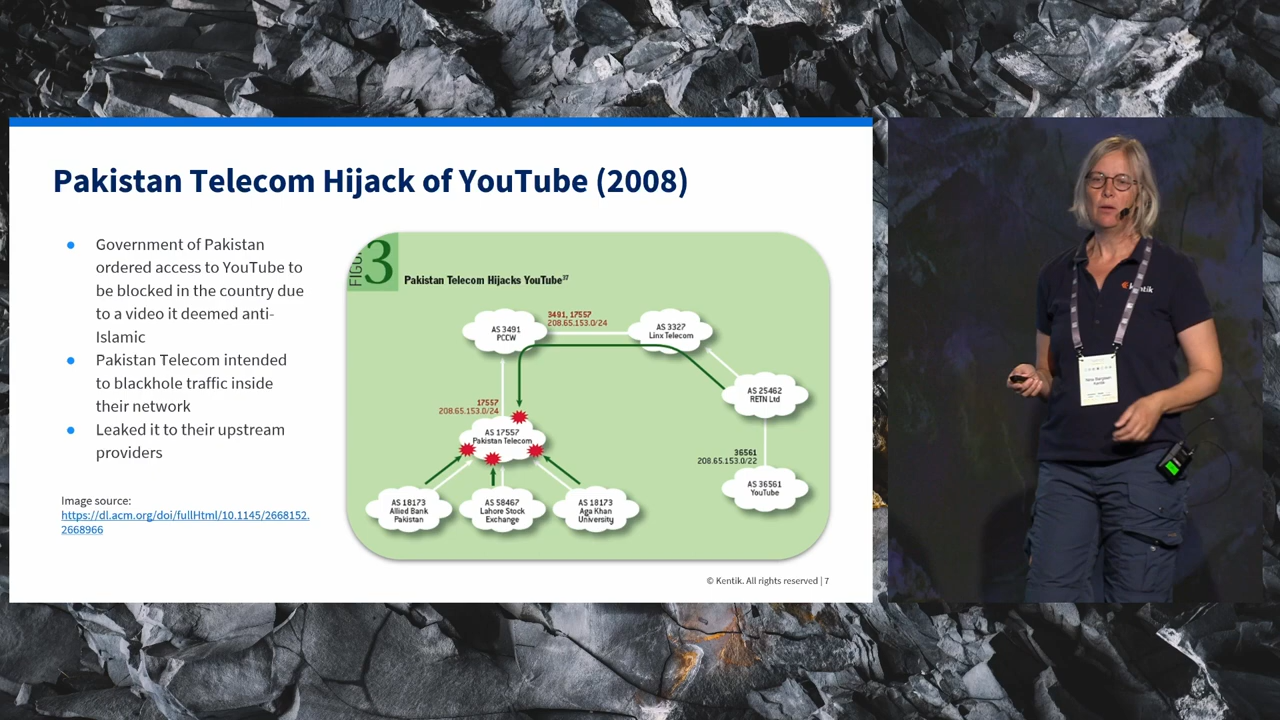 Pakistan Telecom Hijack of YouTube (2008)
● Government of Pakistan
ordered access to YouTube to
be blocked in the country due
to a video it deemed anti-
Islamic
● Pakistan Telecom intended
to blackhole traffic inside
their network
● Leaked it to their upstream
providers
Image source:
https://dl.acm.org/doi/fullHtml/10.1145/2668152.
2668966
FIGU
3
Pakistan Telecom Hijacks YouTube³⁷
AS 3491
PCCW
3491, 17557
208.65.153.0/24
AS 3327
Linx Telecom
AS 25462
RETN Ltd
17557
208.65.153.0/24
AS 17557
Pakistan Telecom
36561
208.65.153.0/22
AS 36561
YouTube
AS 18173
Allied Bank
Pakistan
AS 58467
Lahore Stock
Exchange
AS 18173
Aga Khan
University
© Kentik. All rights reserved | 7
kentik